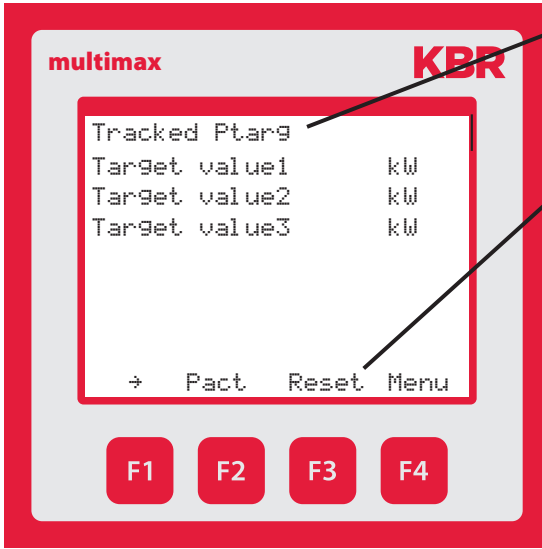 multimax KBR
Tracked Ptarg
Target value1 kW
Target value2 kW
Target value3 kW
→ Pact Reset Menu
F1 F2 F3 F4